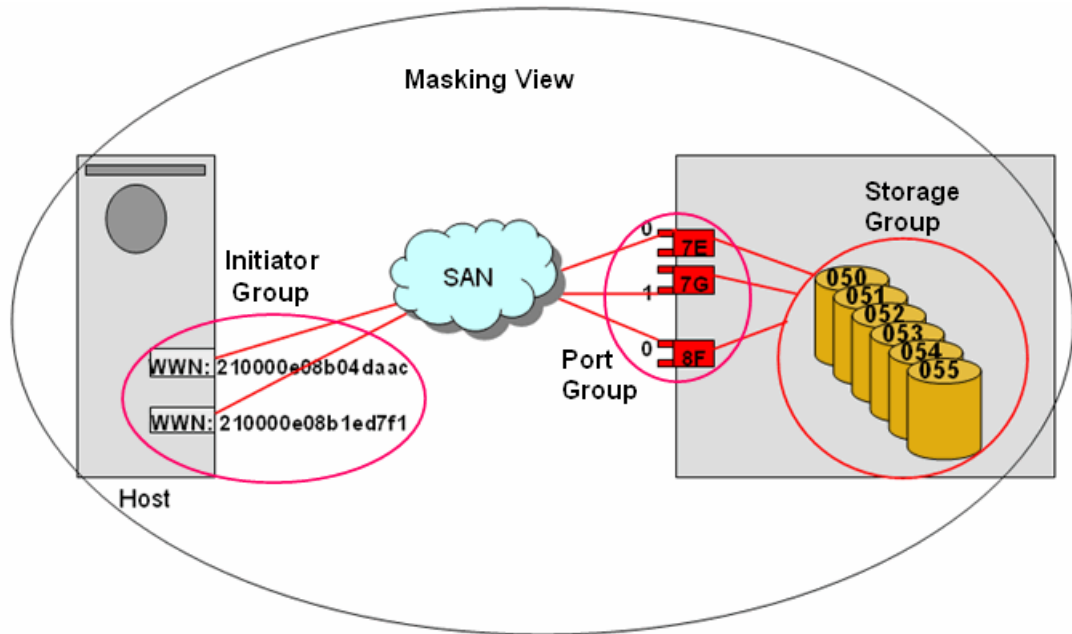 Masking View
Storage
Group
Initiator
Group
SAN
0
7E
1
7G
0
8F
Port
Group
050
051
052
053
054
055
WWN: 210000e08b04daac
WWN: 210000e08b1ed7f1
Host